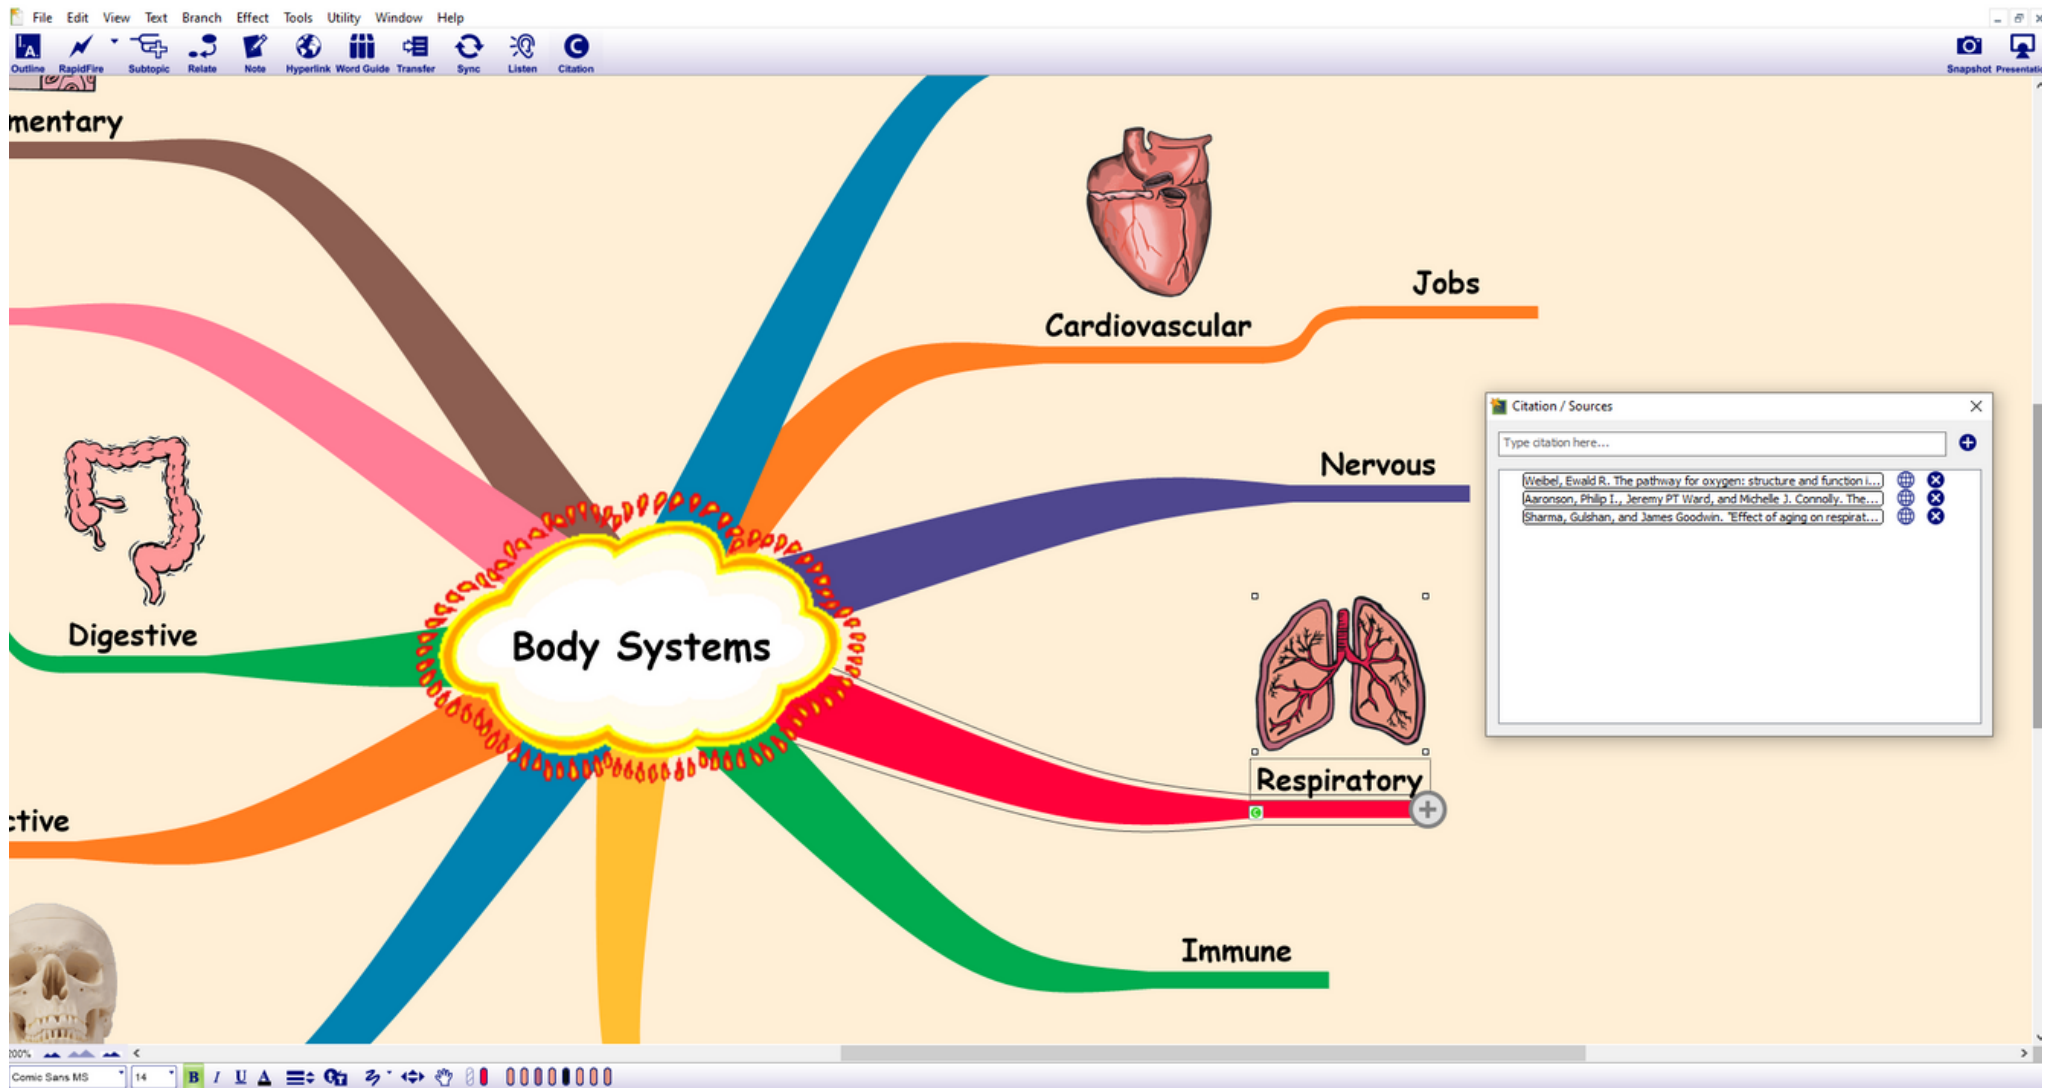 File Edit View Text Branch Effect Tools Utility Window Help
Outline RapidFire Subtopic Relate Note Hyperlink Word Guide Transfer Sync Listen Citation Snapshot Presentati
mentary
Jobs
Cardiovascular
Citation / Sources
Type citation here...
Nervous
Weibel, Ewald R. The pathway for oxygen: structure and function i...
Aaronson, Philip I., Jeremy PT Ward, and Michelle J. Connolly. The...
Sharma, Gulshan, and James Goodwin. "Effect of aging on respirat...
Digestive
Body Systems
Respiratory
ctive
Immune
200%
Comic Sans MS 14 B I U A